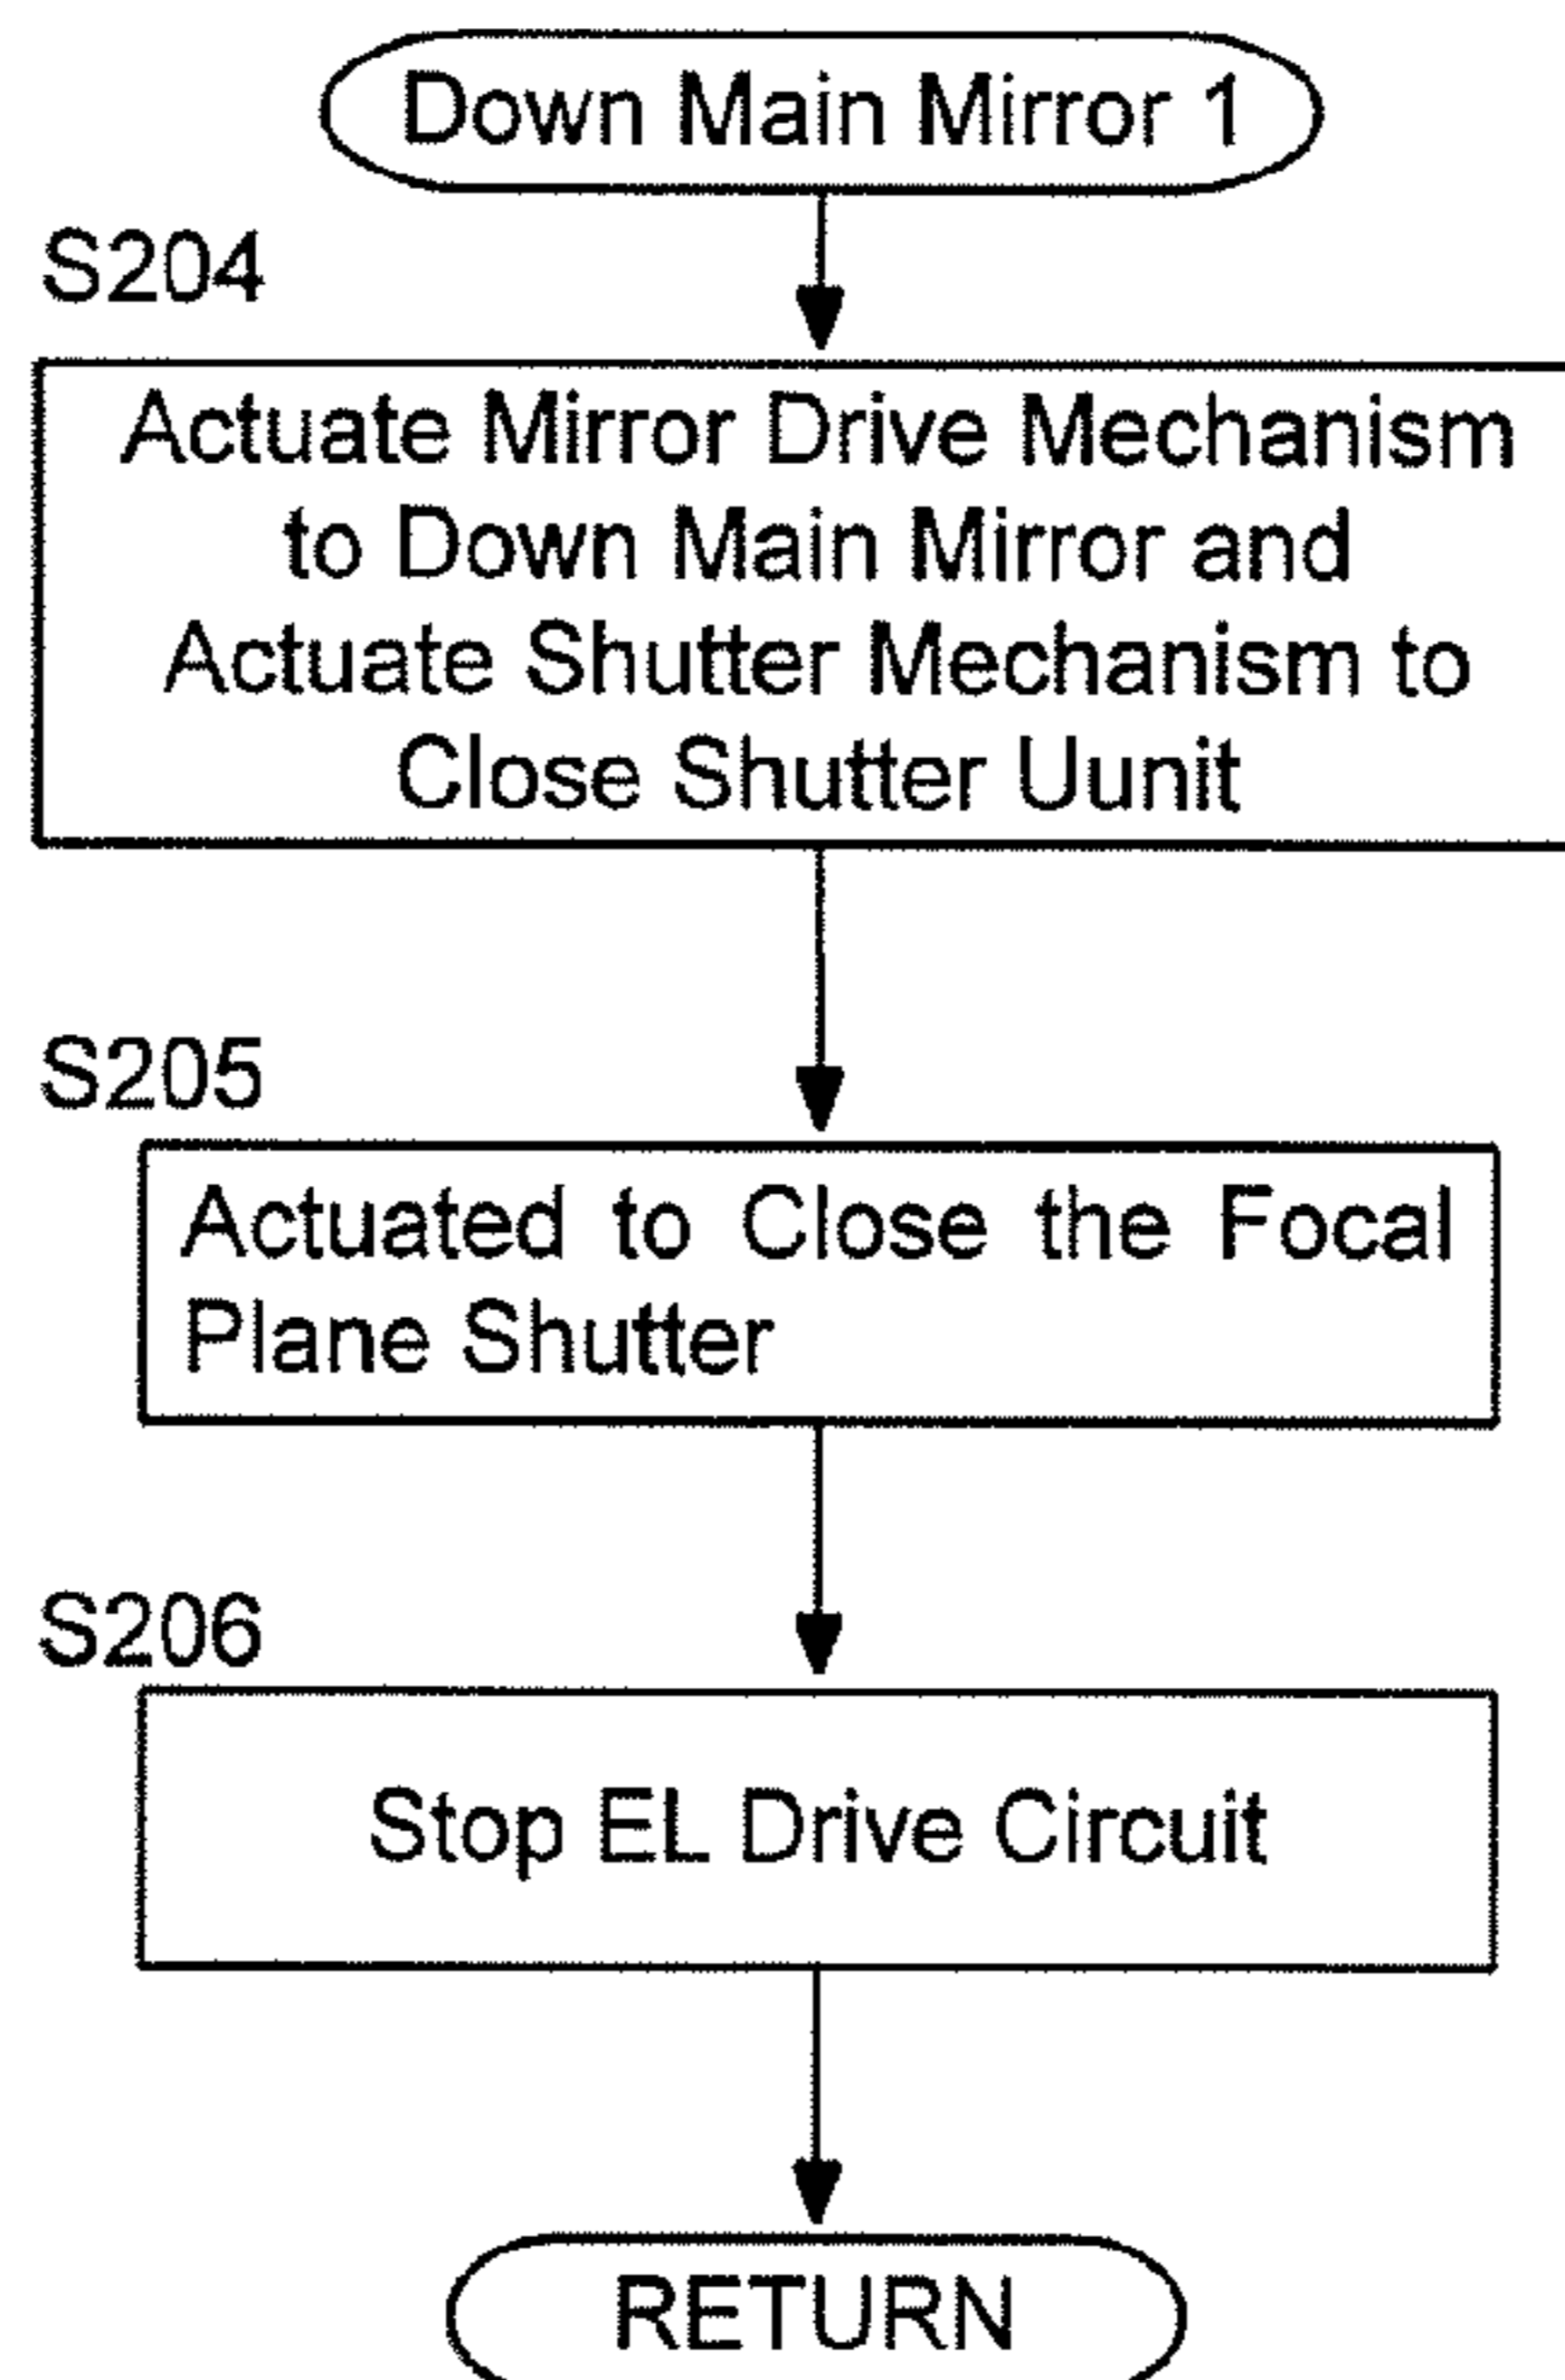 Down Main Mirror 1
S204
Actuate Mirror Drive Mechanism
to Down Main Mirror and
Actuate Shutter Mechanism to
Close Shutter Uunit
S205
Actuated to Close the Focal
Plane Shutter
S206
Stop EL Drive Circuit
RETURN